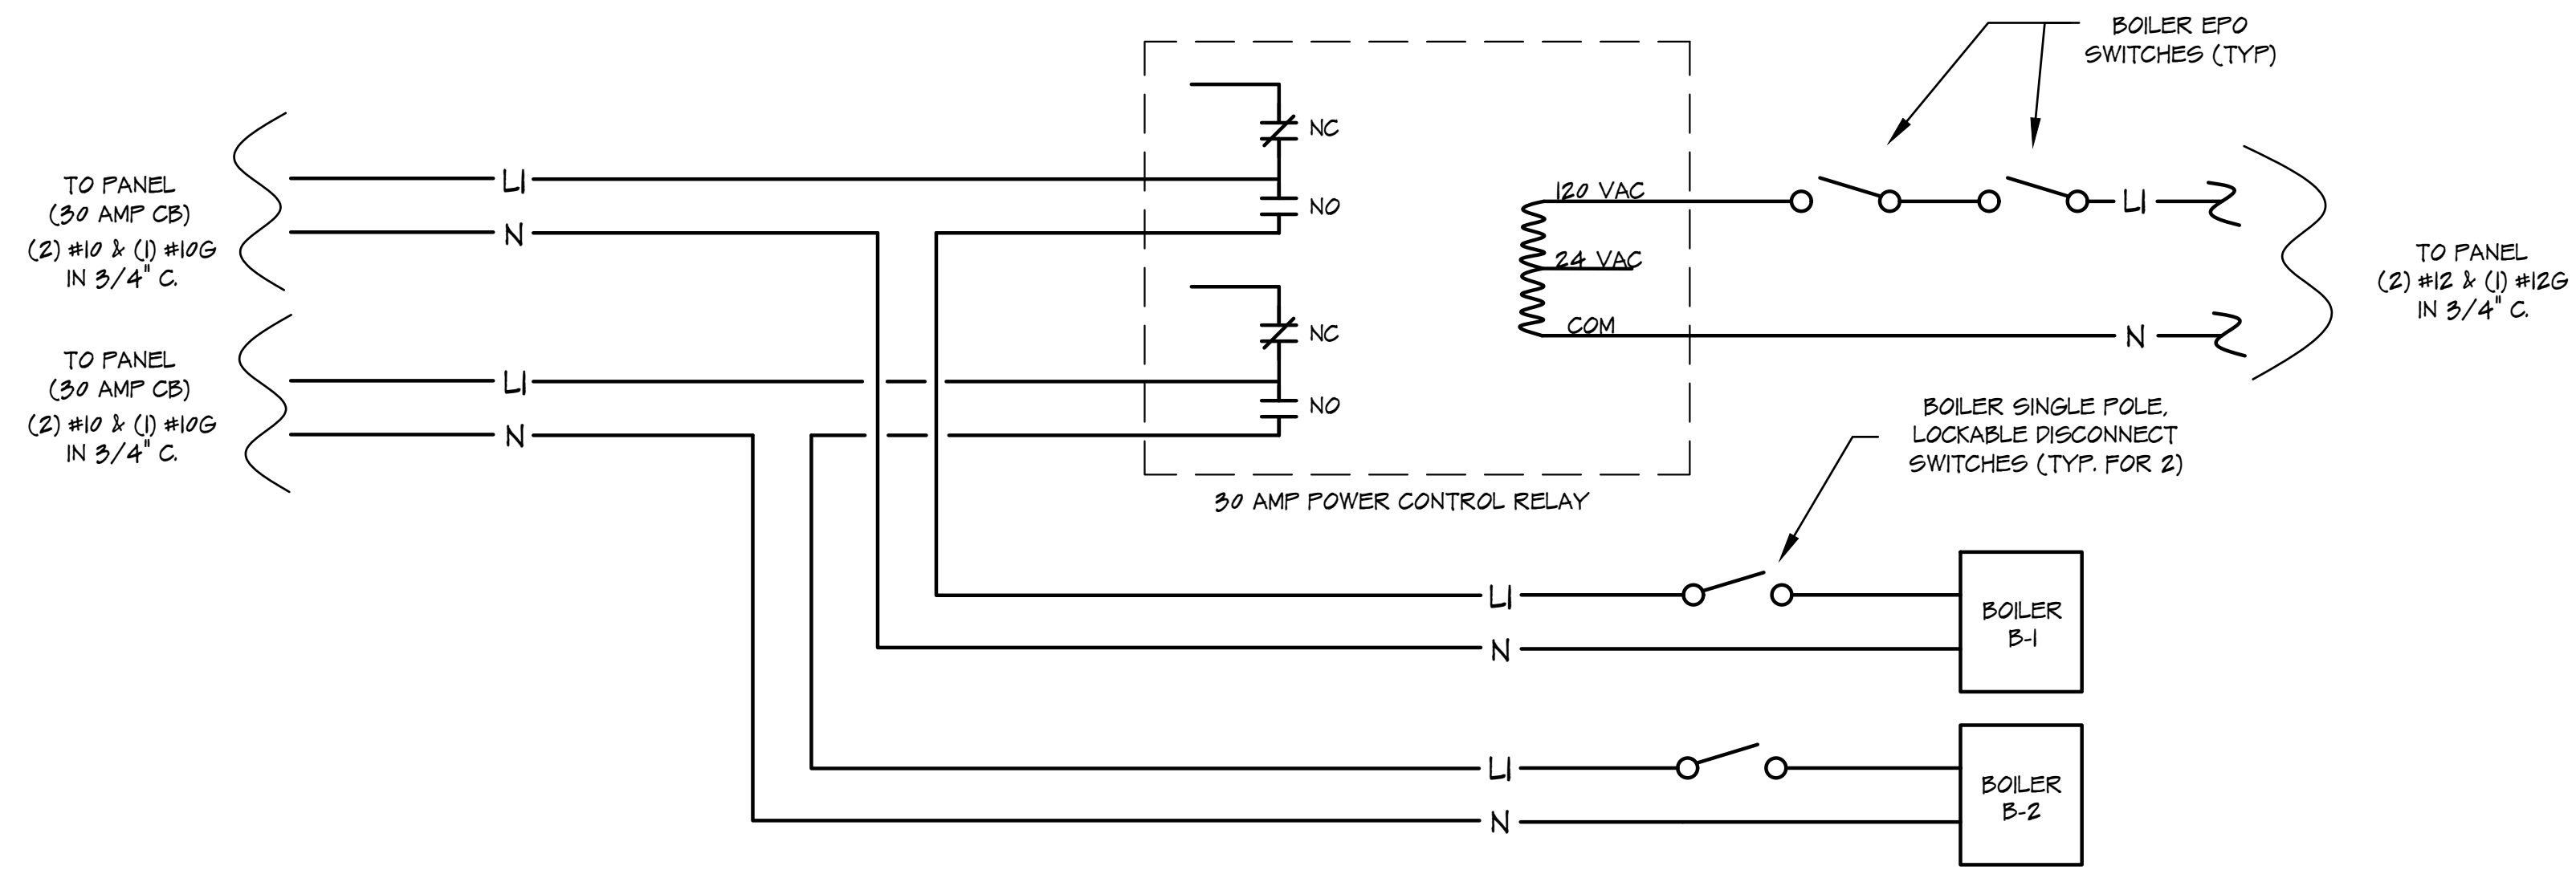 BOILER EPO
SWITCHES (TYP)
TO PANEL
(30 AMP CB)
(2) #10 & (1) #10G
IN 3/4" C.
L1
N
TO PANEL
(30 AMP CB)
(2) #10 & (1) #10G
IN 3/4" C.
L1
N
NC
NO
NC
NO
120 VAC
24 VAC
COM
30 AMP POWER CONTROL RELAY
L1
N
TO PANEL
(2) #12 & (1) #12G
IN 3/4" C.
BOILER SINGLE POLE,
LOCKABLE DISCONNECT
SWITCHES (TYP. FOR 2)
L1
N
BOILER
B-1
L1
N
BOILER
B-2